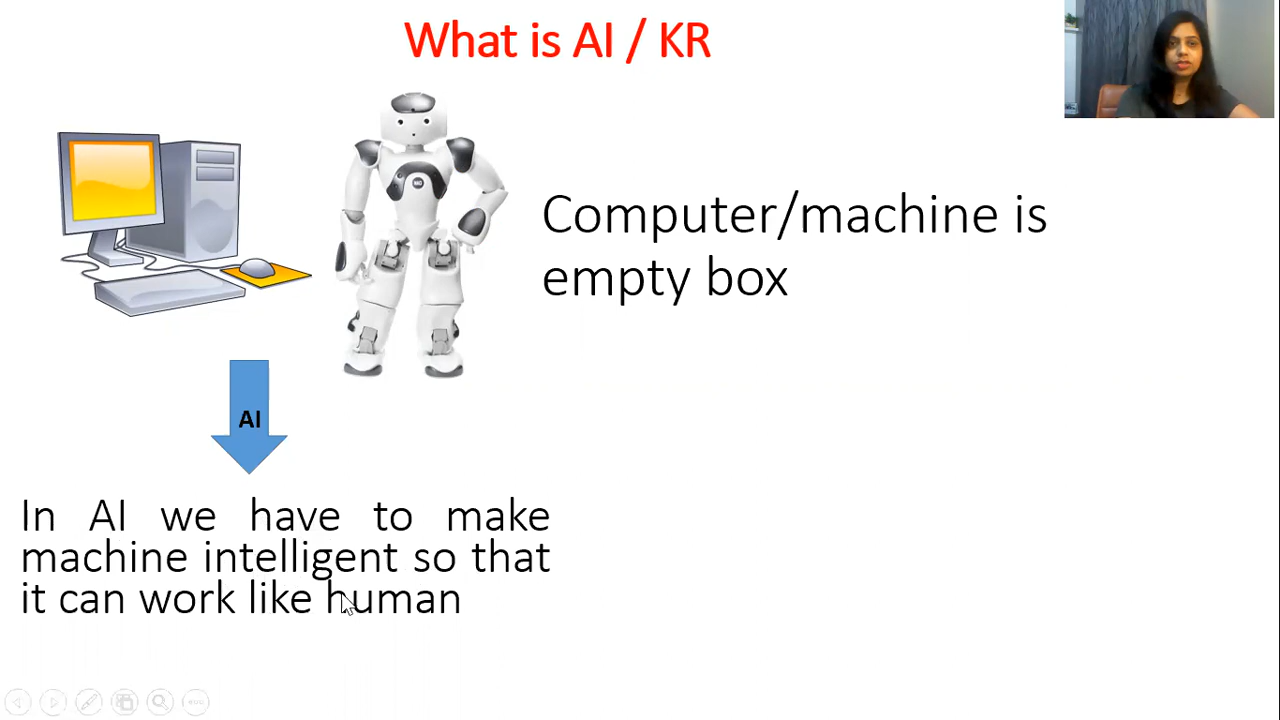 What is AI / KR
Computer/machine is
empty box
AI
In AI we have to make
machine intelligent so that
it can work like human